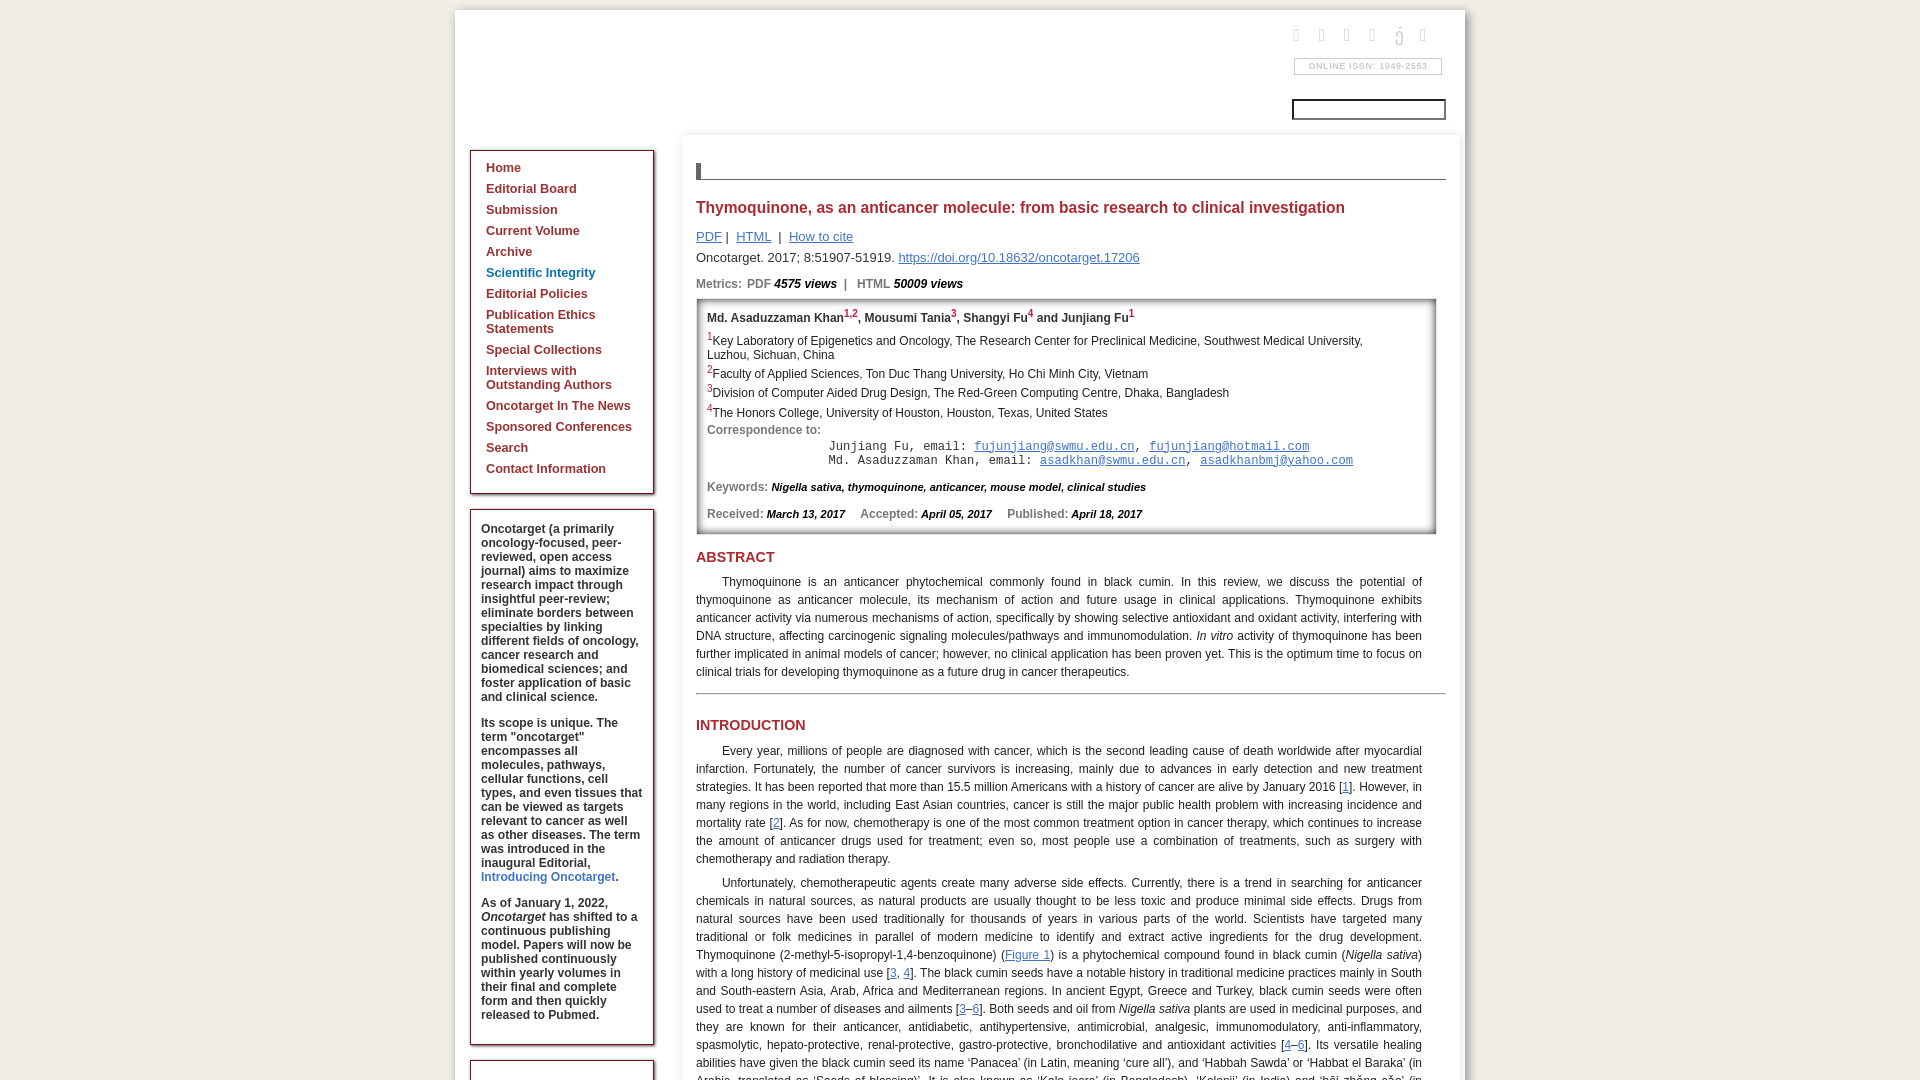 ONLINE ISSN: 1949-2553
Home
Editorial Board
Submission
Current Volume
Archive
Scientific Integrity
Editorial Policies
Publication Ethics
Statements
Special Collections
Interviews with
Outstanding Authors
Oncotarget In The News
Sponsored Conferences
Search
Contact Information
Oncotarget (a primarily
oncology-focused, peer-
reviewed, open access
journal) aims to maximize
research impact through
insightful peer-review;
eliminate borders between
specialties by linking
different fields of oncology,
cancer research and
biomedical sciences; and
foster application of basic
and clinical science.
Its scope is unique. The
term "oncotarget"
encompasses all
molecules, pathways,
cellular functions, cell
types, and even tissues that
can be viewed as targets
relevant to cancer as well
as other diseases. The term
was introduced in the
inaugural Editorial,
Introducing Oncotarget.
As of January 1, 2022,
Oncotarget has shifted to a
continuous publishing
model. Papers will now be
published continuously
within yearly volumes in
their final and complete
form and then quickly
released to Pubmed.
Thymoquinone, as an anticancer molecule: from basic research to clinical investigation
PDF | HTML | How to cite
Oncotarget. 2017; 8:51907-51919. https://doi.org/10.18632/oncotarget.17206
Metrics: PDF 4575 views | HTML 50009 views
Md. Asaduzzaman Khan1,2, Mousumi Tania3, Shangyi Fu4 and Junjiang Fu1
1Key Laboratory of Epigenetics and Oncology, The Research Center for Preclinical Medicine, Southwest Medical University,
Luzhou, Sichuan, China
2Faculty of Applied Sciences, Ton Duc Thang University, Ho Chi Minh City, Vietnam
3Division of Computer Aided Drug Design, The Red-Green Computing Centre, Dhaka, Bangladesh
4The Honors College, University of Houston, Houston, Texas, United States
Correspondence to:
Junjiang Fu, email: fujunjiang@swmu.edu.cn, fujunjiang@hotmail.com
Md. Asaduzzaman Khan, email: asadkhan@swmu.edu.cn, asadkhanbmj@yahoo.com
Keywords: Nigella sativa, thymoquinone, anticancer, mouse model, clinical studies
Received: March 13, 2017 Accepted: April 05, 2017 Published: April 18, 2017
ABSTRACT
Thymoquinone is an anticancer phytochemical commonly found in black cumin. In this review, we discuss the potential of
thymoquinone as anticancer molecule, its mechanism of action and future usage in clinical applications. Thymoquinone exhibits
anticancer activity via numerous mechanisms of action, specifically by showing selective antioxidant and oxidant activity, interfering with
DNA structure, affecting carcinogenic signaling molecules/pathways and immunomodulation. In vitro activity of thymoquinone has been
further implicated in animal models of cancer; however, no clinical application has been proven yet. This is the optimum time to focus on
clinical trials for developing thymoquinone as a future drug in cancer therapeutics.
INTRODUCTION
Every year, millions of people are diagnosed with cancer, which is the second leading cause of death worldwide after myocardial
infarction. Fortunately, the number of cancer survivors is increasing, mainly due to advances in early detection and new treatment
strategies. It has been reported that more than 15.5 million Americans with a history of cancer are alive by January 2016 [1]. However, in
many regions in the world, including East Asian countries, cancer is still the major public health problem with increasing incidence and
mortality rate [2]. As for now, chemotherapy is one of the most common treatment option in cancer therapy, which continues to increase
the amount of anticancer drugs used for treatment; even so, most people use a combination of treatments, such as surgery with
chemotherapy and radiation therapy.
Unfortunately, chemotherapeutic agents create many adverse side effects. Currently, there is a trend in searching for anticancer
chemicals in natural sources, as natural products are usually thought to be less toxic and produce minimal side effects. Drugs from
natural sources have been used traditionally for thousands of years in various parts of the world. Scientists have targeted many
traditional or folk medicines in parallel of modern medicine to identify and extract active ingredients for the drug development.
Thymoquinone (2-methyl-5-isopropyl-1,4-benzoquinone) (Figure 1) is a phytochemical compound found in black cumin (Nigella sativa)
with a long history of medicinal use [3, 4]. The black cumin seeds have a notable history in traditional medicine practices mainly in South
and South-eastern Asia, Arab, Africa and Mediterranean regions. In ancient Egypt, Greece and Turkey, black cumin seeds were often
used to treat a number of diseases and ailments [3–6]. Both seeds and oil from Nigella sativa plants are used in medicinal purposes, and
they are known for their anticancer, antidiabetic, antihypertensive, antimicrobial, analgesic, immunomodulatory, anti-inflammatory,
spasmolytic, hepato-protective, renal-protective, gastro-protective, bronchodilative and antioxidant activities [4–6]. Its versatile healing
abilities have given the black cumin seed its name ‘Panacea’ (in Latin, meaning ‘cure all’), and ‘Habbah Sawda’ or ‘Habbat el Baraka’ (in
Arabic, translated as ‘Seeds of blessing)’. It is also known as ‘Kalo jeera’ (in Bangladesh), ‘Kalonji’ (in India) and ‘hēi zhǒng cǎo’ (in